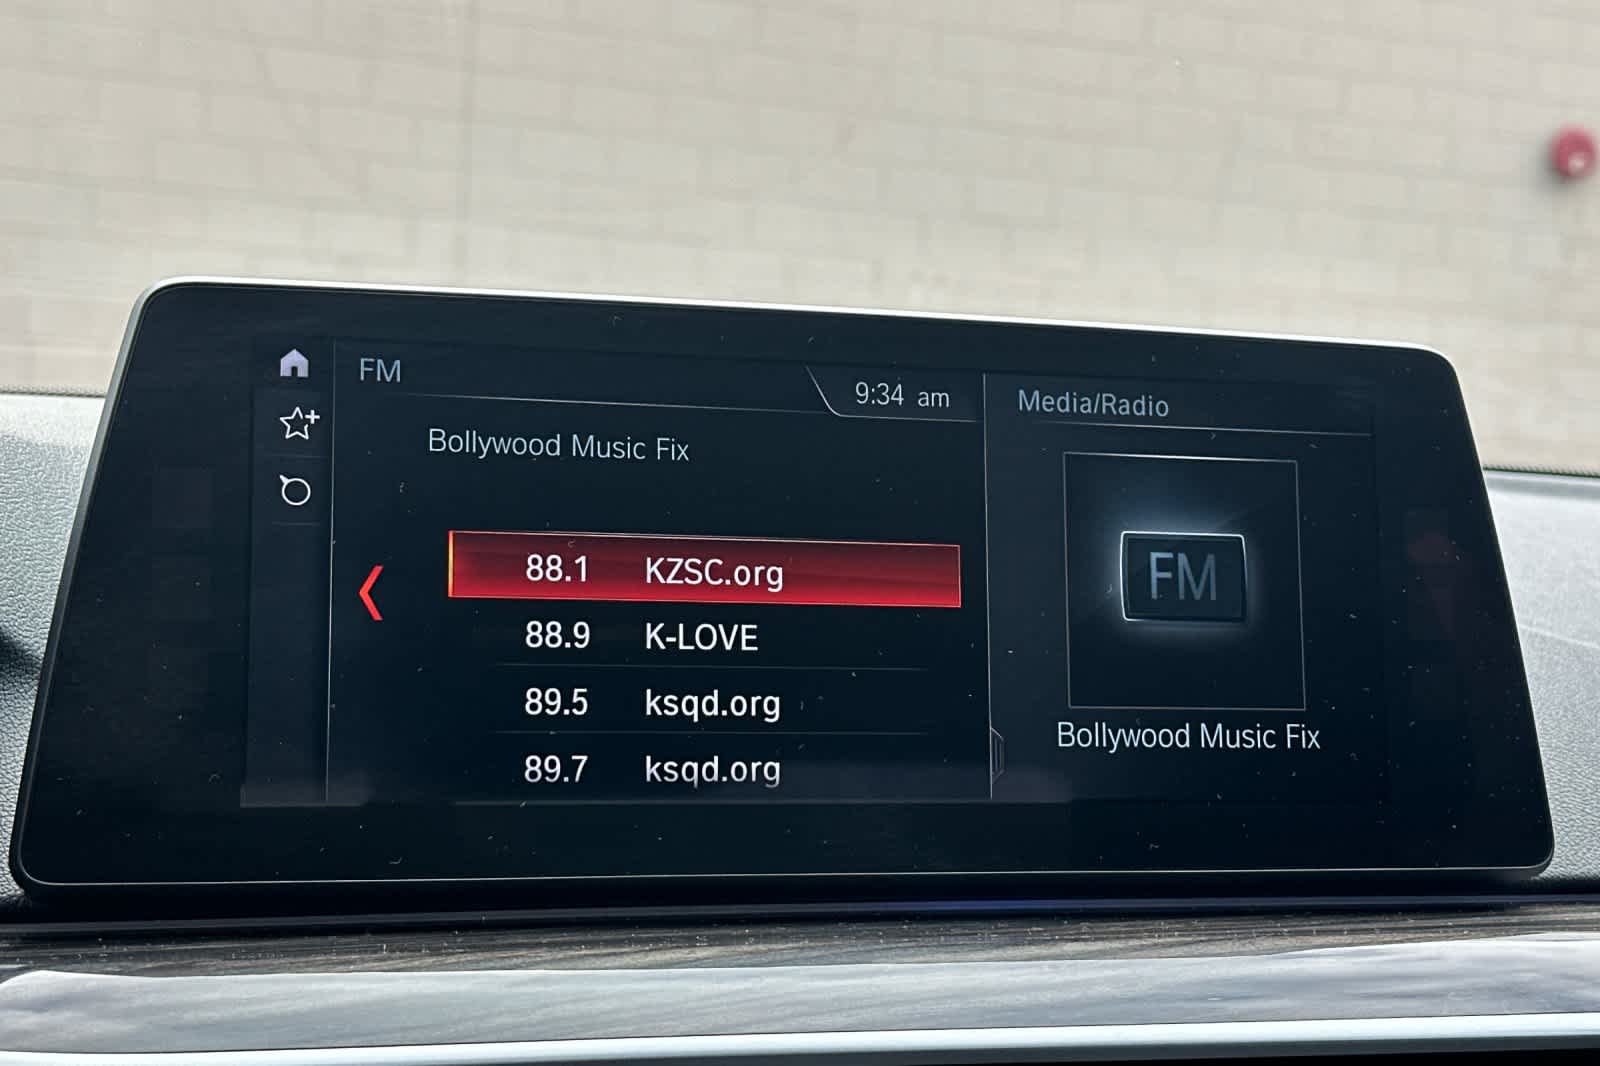 FM
9:34 am
Bollywood Music Fix
88.1 KZSC.org
88.9 K-LOVE
89.5 ksqd.org
89.7 ksqd.org
Media/Radio
FM
Bollywood Music Fix